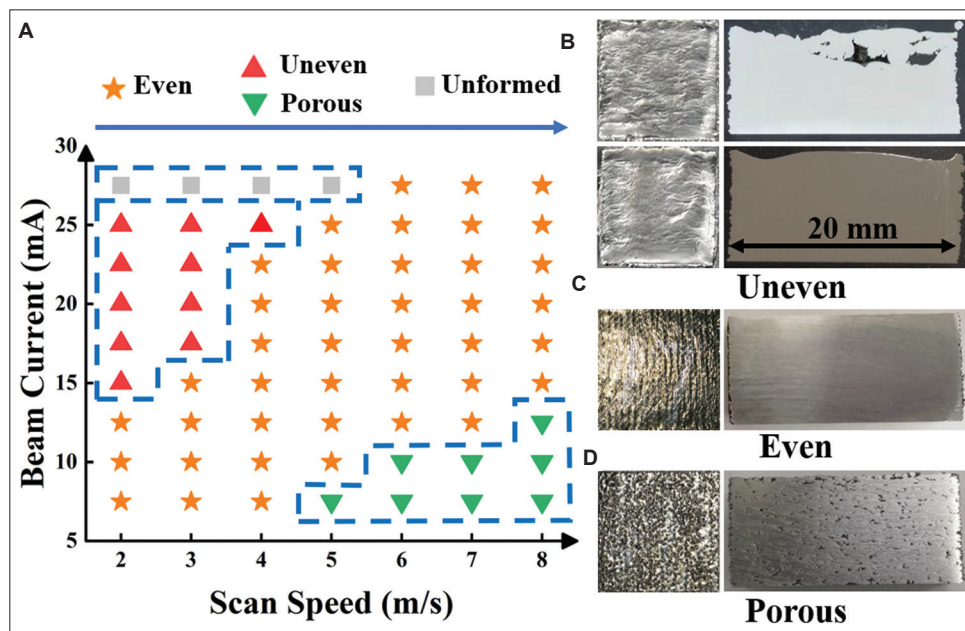 A
Even
Uneven
Porous
Unformed
Beam Current (mA)
30
25
20
15
10
5
2 3 4 5 6 7 8
Scan Speed (m/s)
B
20 mm
Uneven
C
Even
D
Porous